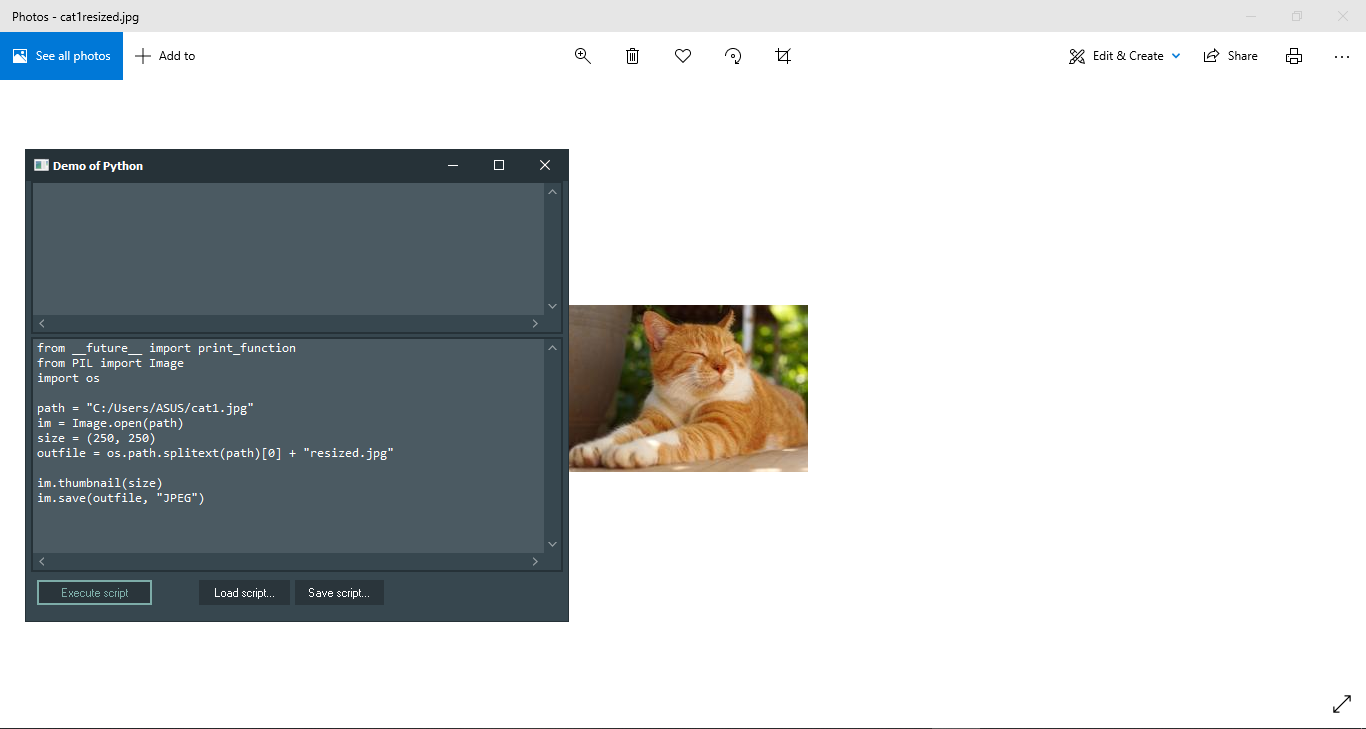 Photos - cat1resized.jpg
See all photos
Add to
Edit & Create
Share
Demo of Python
from __future__ import print_function
from PIL import Image
import os
path = "C:/Users/ASUS/cat1.jpg"
im = Image.open(path)
size = (250, 250)
outfile = os.path.splitext(path)[0] + "resized.jpg"
im.thumbnail(size)
im.save(outfile, "JPEG")
Execute script
Load script...
Save script...